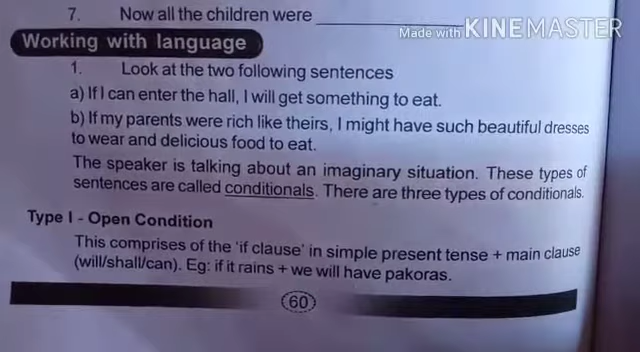 7. Now all the children were
Made with KINEMASTER
Working with language
1. Look at the two following sentences
a) If I can enter the hall, I will get something to eat.
b) If my parents were rich like theirs, I might have such beautiful dresses
to wear and delicious food to eat.
The speaker is talking about an imaginary situation. These types of
sentences are called conditionals. There are three types of conditionals.
Type I - Open Condition
This comprises of the 'if clause' in simple present tense + main clause
(will/shall/can). Eg: if it rains + we will have pakoras.
60